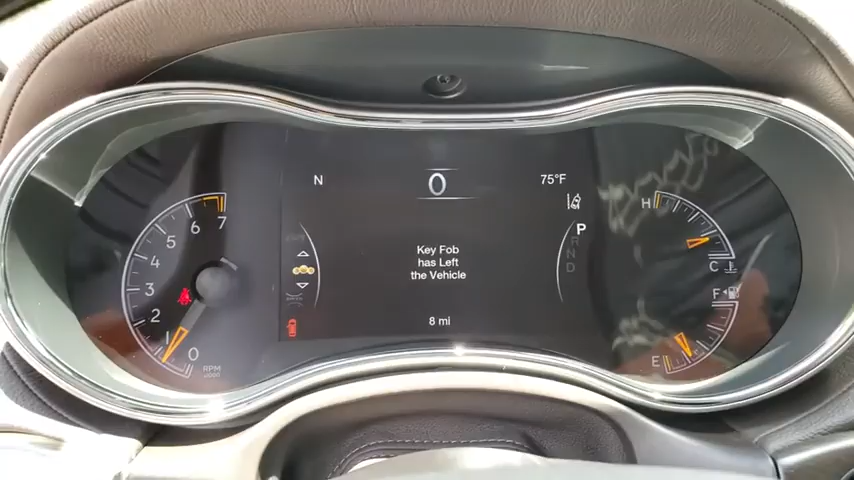 N
0
75°F
7
6
5
4
3
2
1
0
RPM
x1000
Key Fob
has Left
the Vehicle
8 mi
P
R
N
D
H
C
F
E